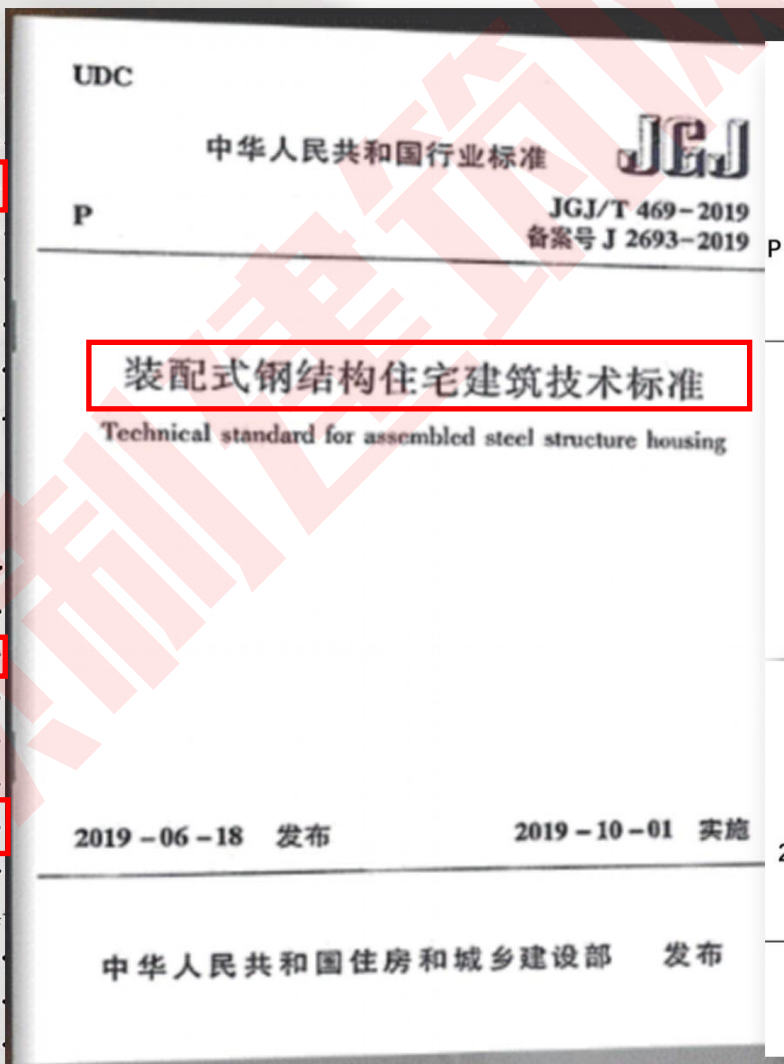 UDC
中华人民共和国行业标准 JGJ
P
JGJ/T 469-2019
备案号 J 2693-2019
装配式钢结构住宅建筑技术标准
Technical standard for assembled steel structure housing
2019-06-18 发布
2019-10-01 实施
中华人民共和国住房和城乡建设部 发布
P
2